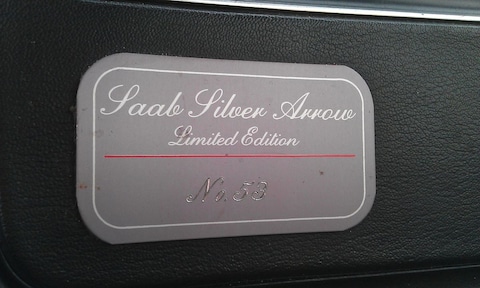 Saab Silver Arrow
Limited Edition
No. 53